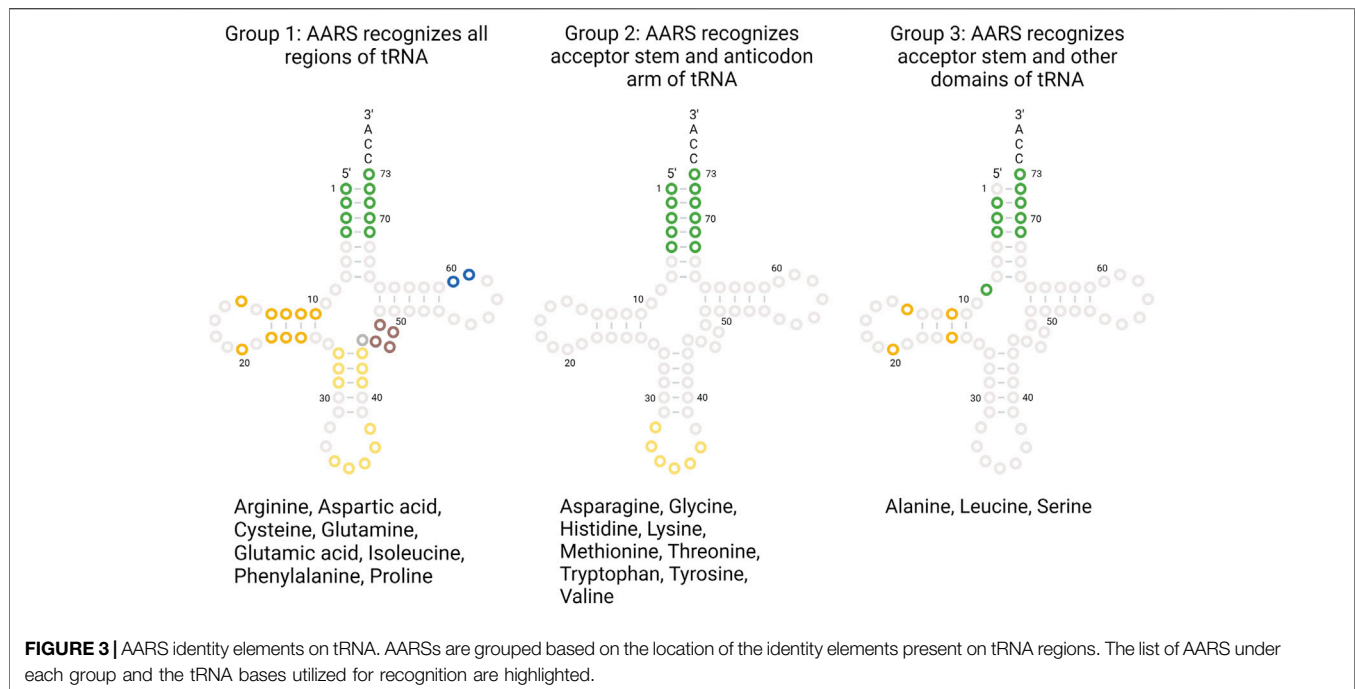 Group 1: AARS recognizes all
regions of tRNA
3'
A
C
C
5'
73
1
70
60
10
50
20
30
40
Arginine, Aspartic acid,
Cysteine, Glutamine,
Glutamic acid, Isoleucine,
Phenylalanine, Proline
Group 2: AARS recognizes
acceptor stem and anticodon
arm of tRNA
3'
A
C
C
5'
73
1
70
60
10
50
20
30
40
Asparagine, Glycine,
Histidine, Lysine,
Methionine, Threonine,
Tryptophan, Tyrosine,
Valine
Group 3: AARS recognizes
acceptor stem and other
domains of tRNA
3'
A
C
C
5'
73
1
70
60
10
50
20
30
40
Alanine, Leucine, Serine
FIGURE 3 | AARS identity elements on tRNA. AARSs are grouped based on the location of the identity elements present on tRNA regions. The list of AARS under
each group and the tRNA bases utilized for recognition are highlighted.